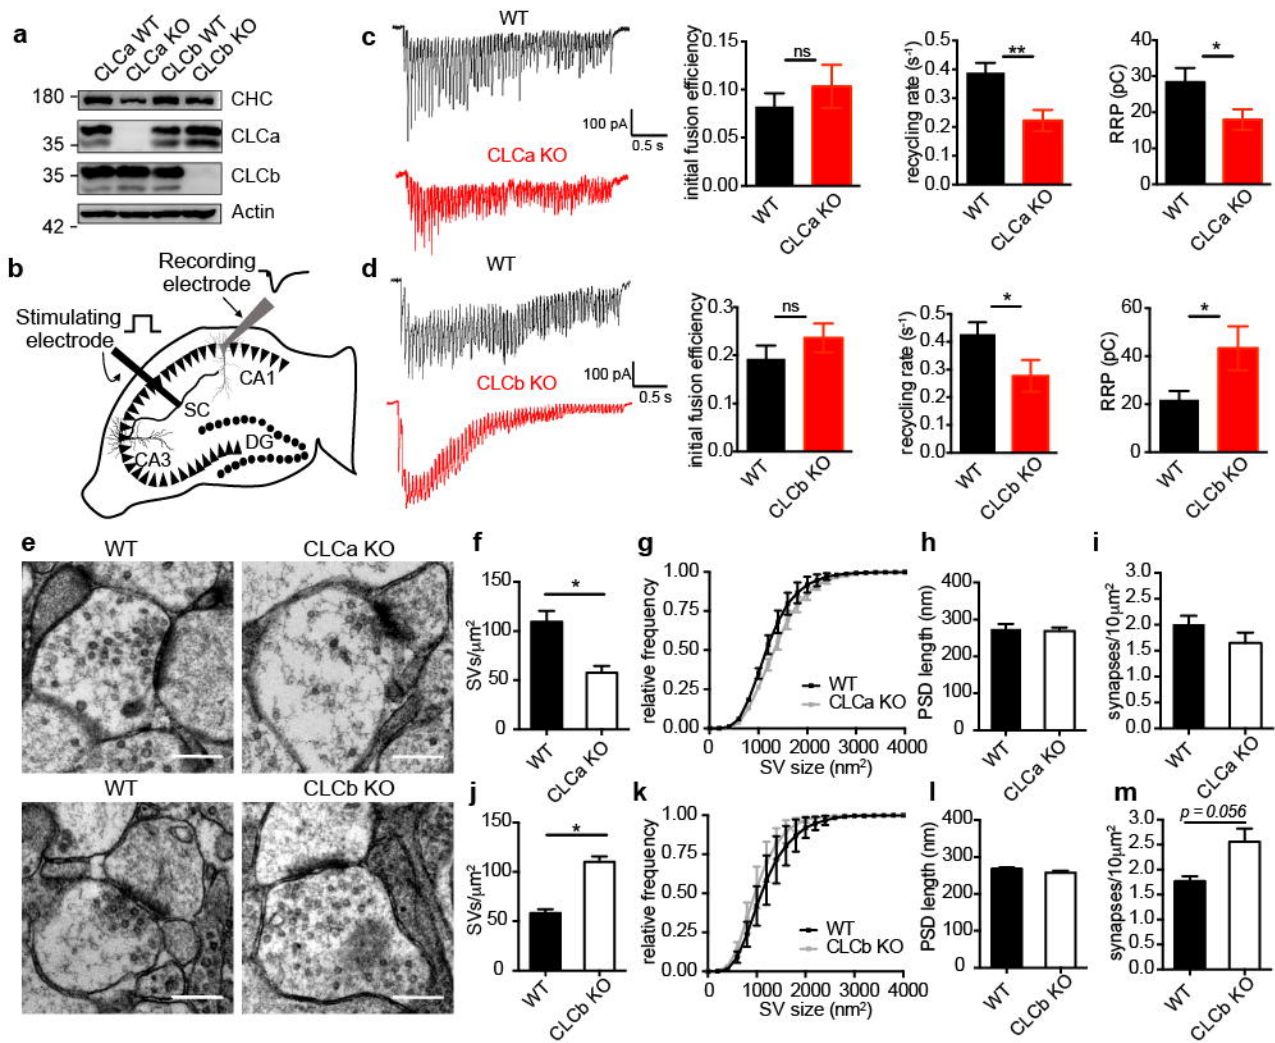 a
CLCa WT
CLCa KO
CLCb WT
CLCb KO
180
CHC
35
CLCa
35
CLCb
Actin
42
b
Recording
electrode
Stimulating
electrode
CA1
SC
DG
CA3
c
WT
100 pA
0.5 s
CLCa KO
initial fusion efficiency
0.15
0.10
0.05
0.00
ns
WT
CLCa KO
recycling rate (s-1)
0.5
0.4
0.3
0.2
0.1
0.0
**
WT
CLCa KO
RRP (pC)
40
30
20
10
0
*
WT
CLCa KO
d
WT
100 pA
0.5 s
CLCb KO
initial fusion efficiency
0.3
0.2
0.1
0.0
ns
WT
CLCb KO
recycling rate (s-1)
0.5
0.4
0.3
0.2
0.1
0.0
*
WT
CLCb KO
RRP (pC)
60
40
20
0
*
WT
CLCb KO
e
WT
CLCa KO
WT
CLCb KO
f
SVs/μm2
150
100
50
0
*
WT
CLCa KO
g
relative frequency
1.00
0.75
0.50
0.25
0.00
WT
CLCa KO
0 1000 2000 3000 4000
SV size (nm2)
h
PSD length (nm)
400
300
200
100
0
WT
CLCa KO
i
synapses/10μm2
3.0
2.5
2.0
1.5
1.0
0.5
0.0
WT
CLCa KO
j
SVs/μm2
150
100
50
0
*
WT
CLCb KO
k
relative frequency
1.00
0.75
0.50
0.25
0.00
WT
CLCb KO
0 1000 2000 3000 4000
SV size (nm2)
l
PSD length (nm)
400
300
200
100
0
WT
CLCb KO
m
synapses/10μm2
p = 0.056
3.0
2.5
2.0
1.5
1.0
0.5
0.0
WT
CLCb KO